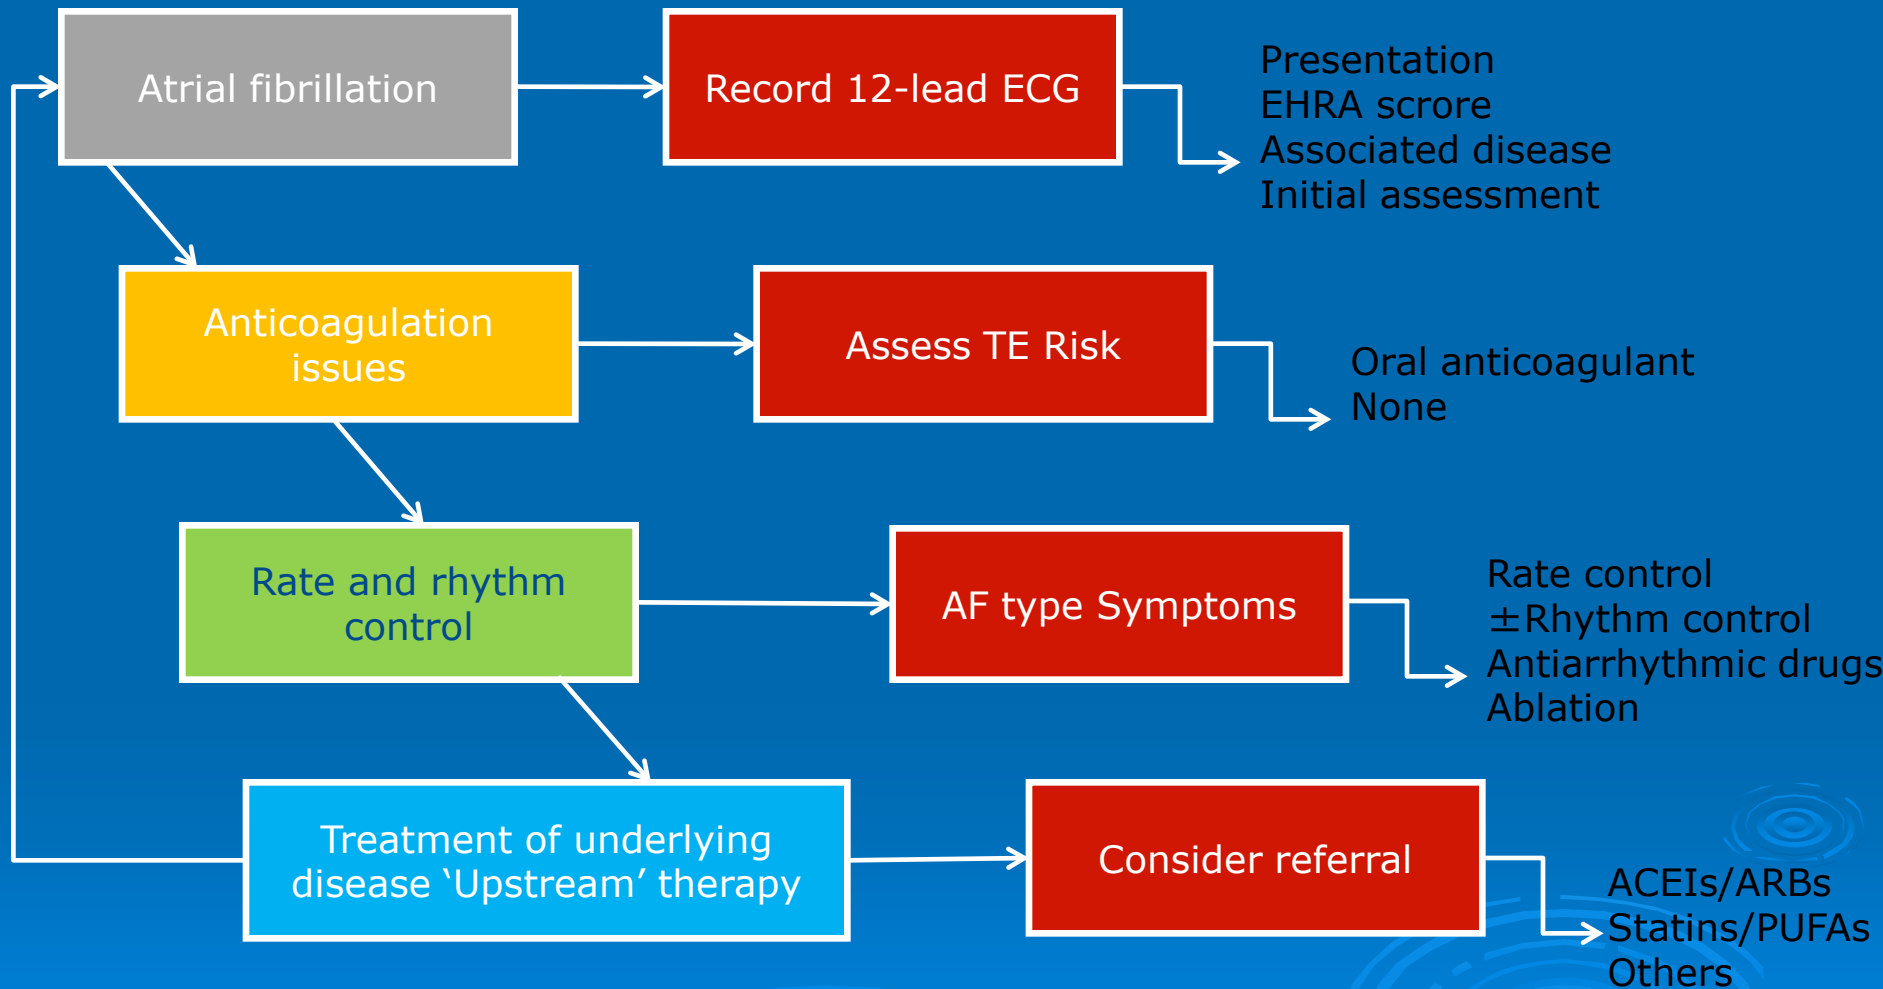 Atrial fibrillation
Record 12-lead ECG
Presentation
EHRA scrore
Associated disease
Initial assessment
Anticoagulation
issues
Assess TE Risk
Oral anticoagulant
None
Rate and rhythm
control
AF type Symptoms
Rate control
±Rhythm control
Antiarrhythmic drugs
Ablation
Treatment of underlying
disease ‘Upstream’ therapy
Consider referral
ACEIs/ARBs
Statins/PUFAs
Others